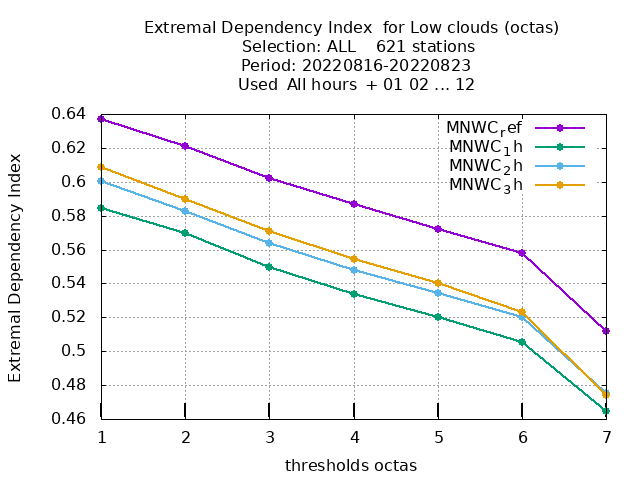 Extremal Dependency Index  for Low clouds (octas)
Selection: ALL    621 stations
Period: 20220816-20220823
Used  All hours  + 01 02 ... 12
Extremal Dependency Index
0.64
0.62
0.6
0.58
0.56
0.54
0.52
0.5
0.48
0.46
MNWC_ref
MNWC_1h
MNWC_2h
MNWC_3h
1 2 3 4 5 6 7
thresholds octas